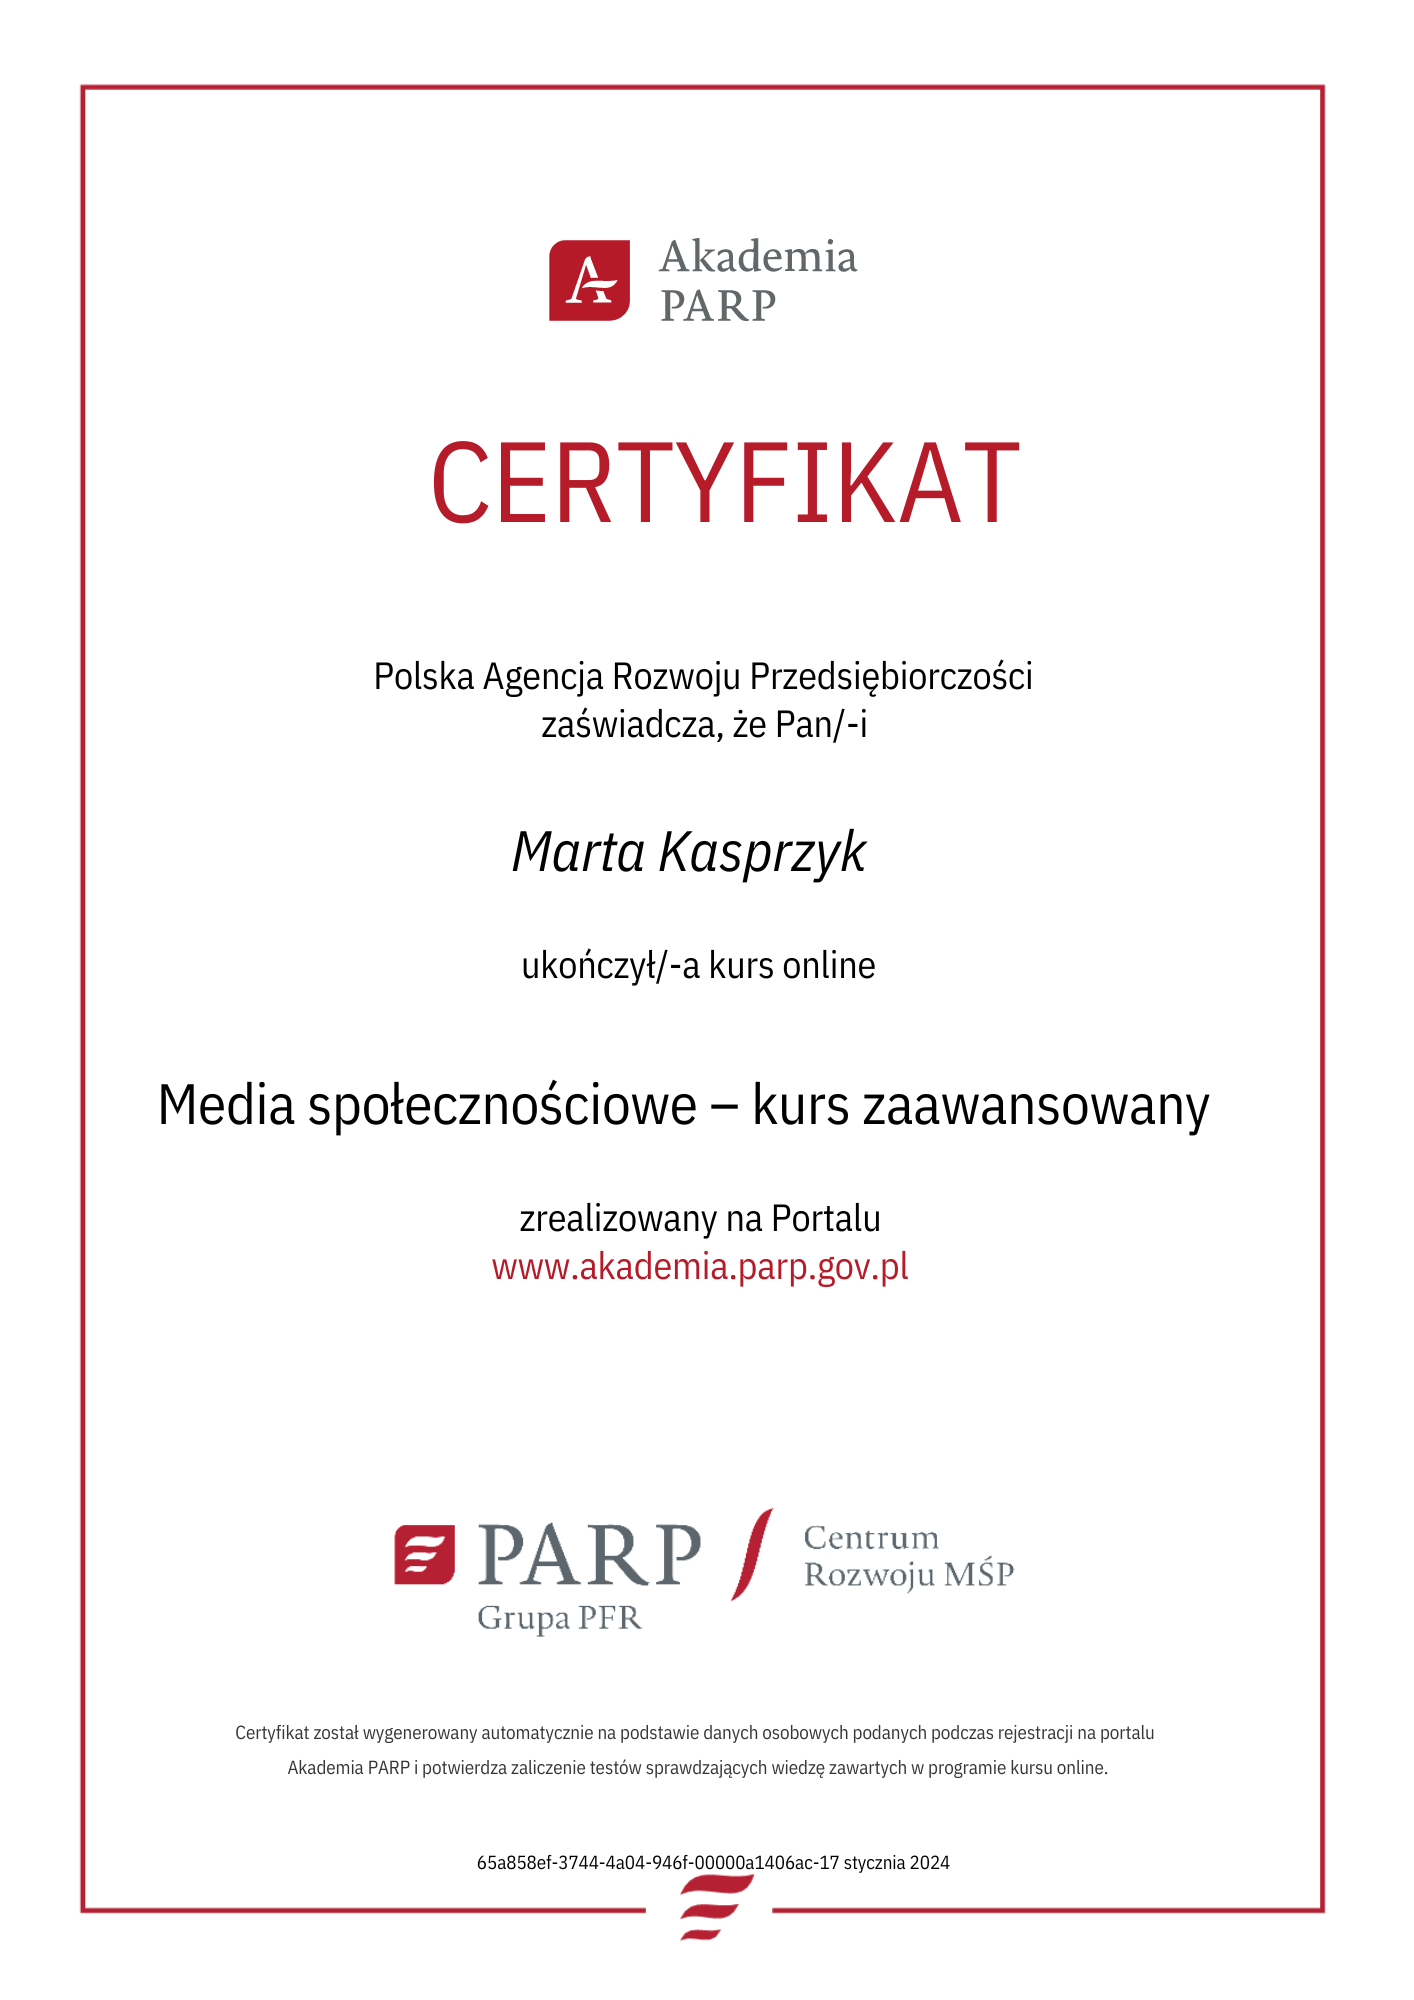 Akademia
PARP
CERTYFIKAT
Polska Agencja Rozwoju Przedsiębiorczości
zaświadcza, że Pan/-i
Marta Kasprzyk
ukończył/-a kurs online
Media społecznościowe – kurs zaawansowany
zrealizowany na Portalu
www.akademia.parp.gov.pl
PARP
Grupa PFR
Centrum
Rozwoju MŚP
Certyfikat został wygenerowany automatycznie na podstawie danych osobowych podanych podczas rejestracji na portalu
Akademia PARP i potwierdza zaliczenie testów sprawdzających wiedzę zawartych w programie kursu online.
65a858ef-3744-4a04-946f-00000a1406ac-17 stycznia 2024